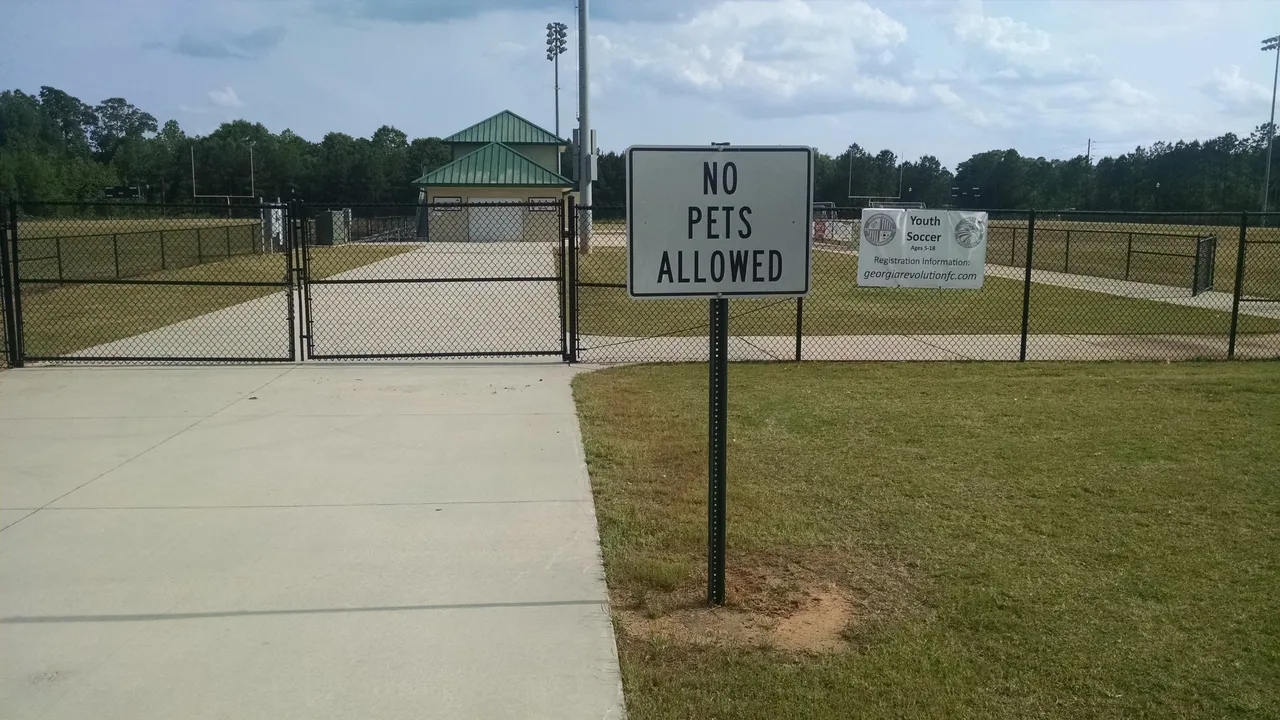 NO
PETS
ALLOWED
Youth
Soccer
Ages 5-18
Registration Information:
georgiarevolutionfc.com